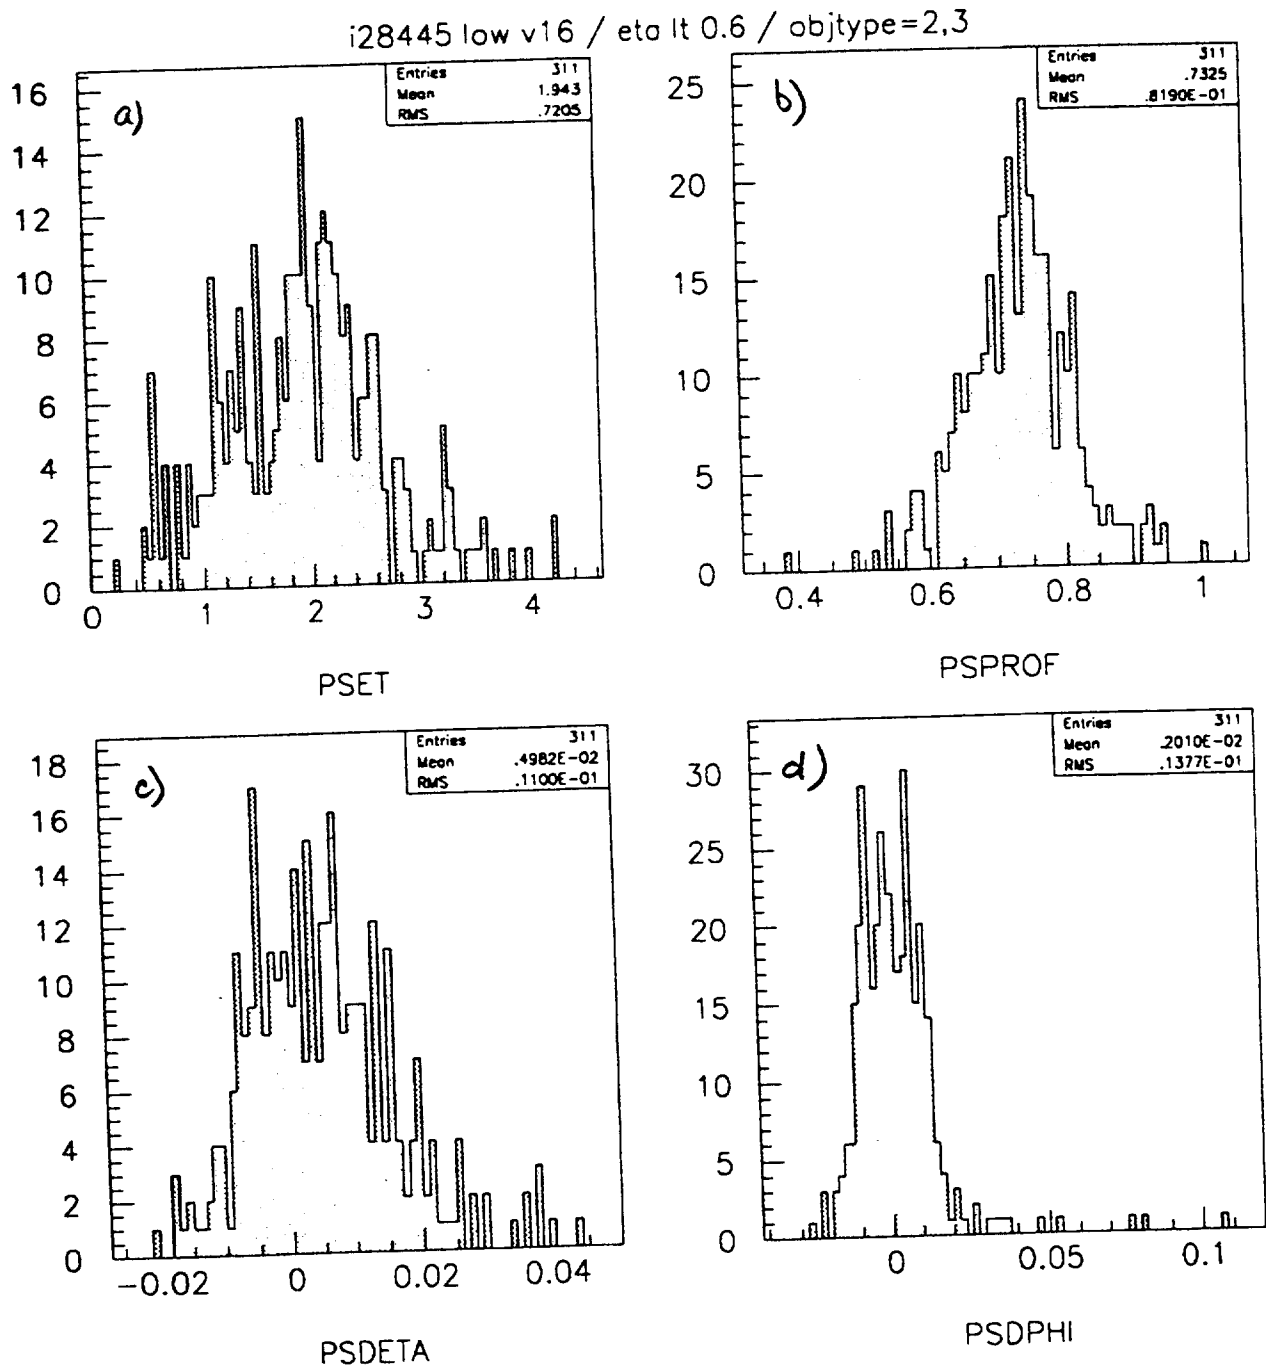 i28445 low v16 / eta lt 0.6 / objtype=2,3
a)
Entries 311
Mean 1.943
RMS .7205
16
14
12
10
8
6
4
2
0
0 1 2 3 4
PSET
b)
Entries 311
Mean .7325
RMS .8190E-01
25
20
15
10
5
0
0.4 0.6 0.8 1
PSPROF
c)
Entries 311
Mean .4982E-02
RMS .1100E-01
18
16
14
12
10
8
6
4
2
0
-0.02 0 0.02 0.04
PSDETA
d)
Entries 311
Mean .2010E-02
RMS .1377E-01
30
25
20
15
10
5
0
0 0.05 0.1
PSDPHI